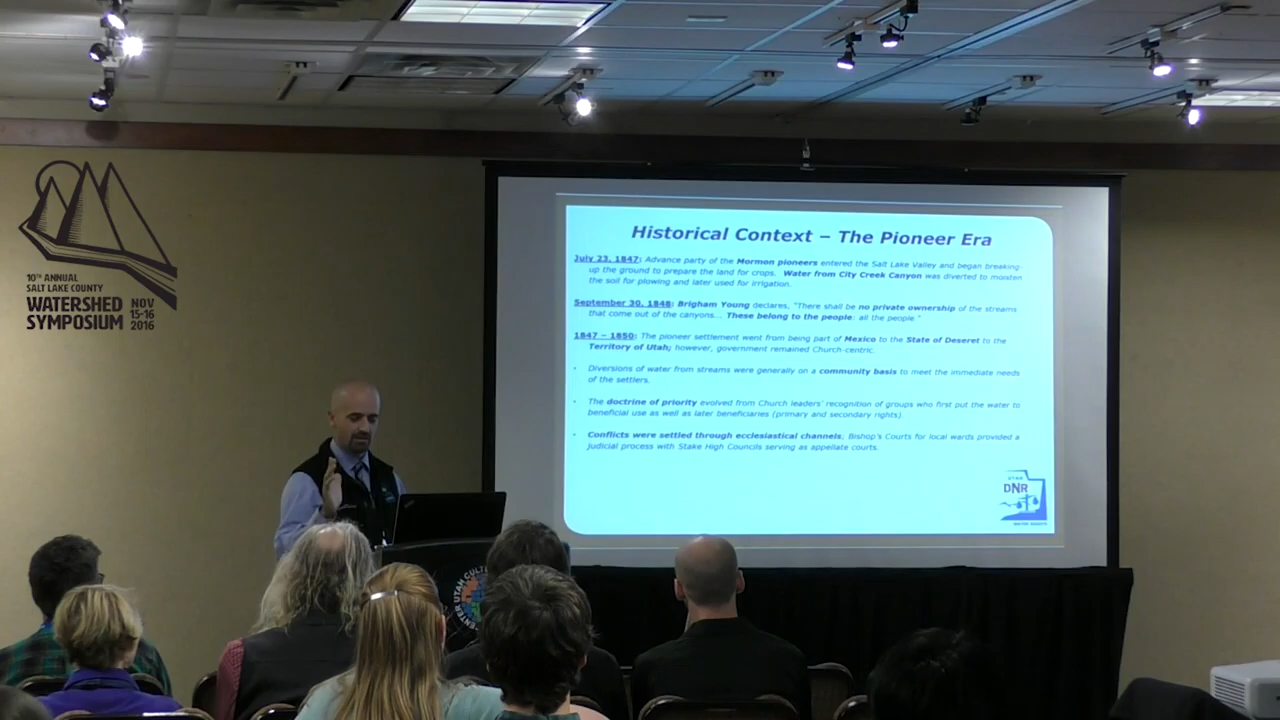 10TH ANNUAL
SALT LAKE COUNTY
WATERSHED
SYMPOSIUM
NOV
15-16
2016
Historical Context – The Pioneer Era
July 23, 1847: Advance party of the Mormon pioneers entered the Salt Lake Valley and began breaking
up the ground to prepare the land for crops. Water from City Creek Canyon was diverted to moisten
the soil for plowing and later used for irrigation.
September 30, 1848: Brigham Young declares, "There shall be no private ownership of the streams
that come out of the canyons... These belong to the people: all the people."
1847 – 1850: The pioneer settlement went from being part of Mexico to the State of Deseret to the
Territory of Utah; however, government remained Church-centric.
• Diversions of water from streams were generally on a community basis to meet the immediate needs
of the settlers.
• The doctrine of priority evolved from Church leaders' recognition of groups who first put the water to
beneficial use as well as later beneficiaries (primary and secondary rights).
• Conflicts were settled through ecclesiastical channels; Bishop's Courts for local wards provided a
judicial process with Stake High Councils serving as appellate courts.
UTAH
DNR
WATER RIGHTS
UTAH CULTU